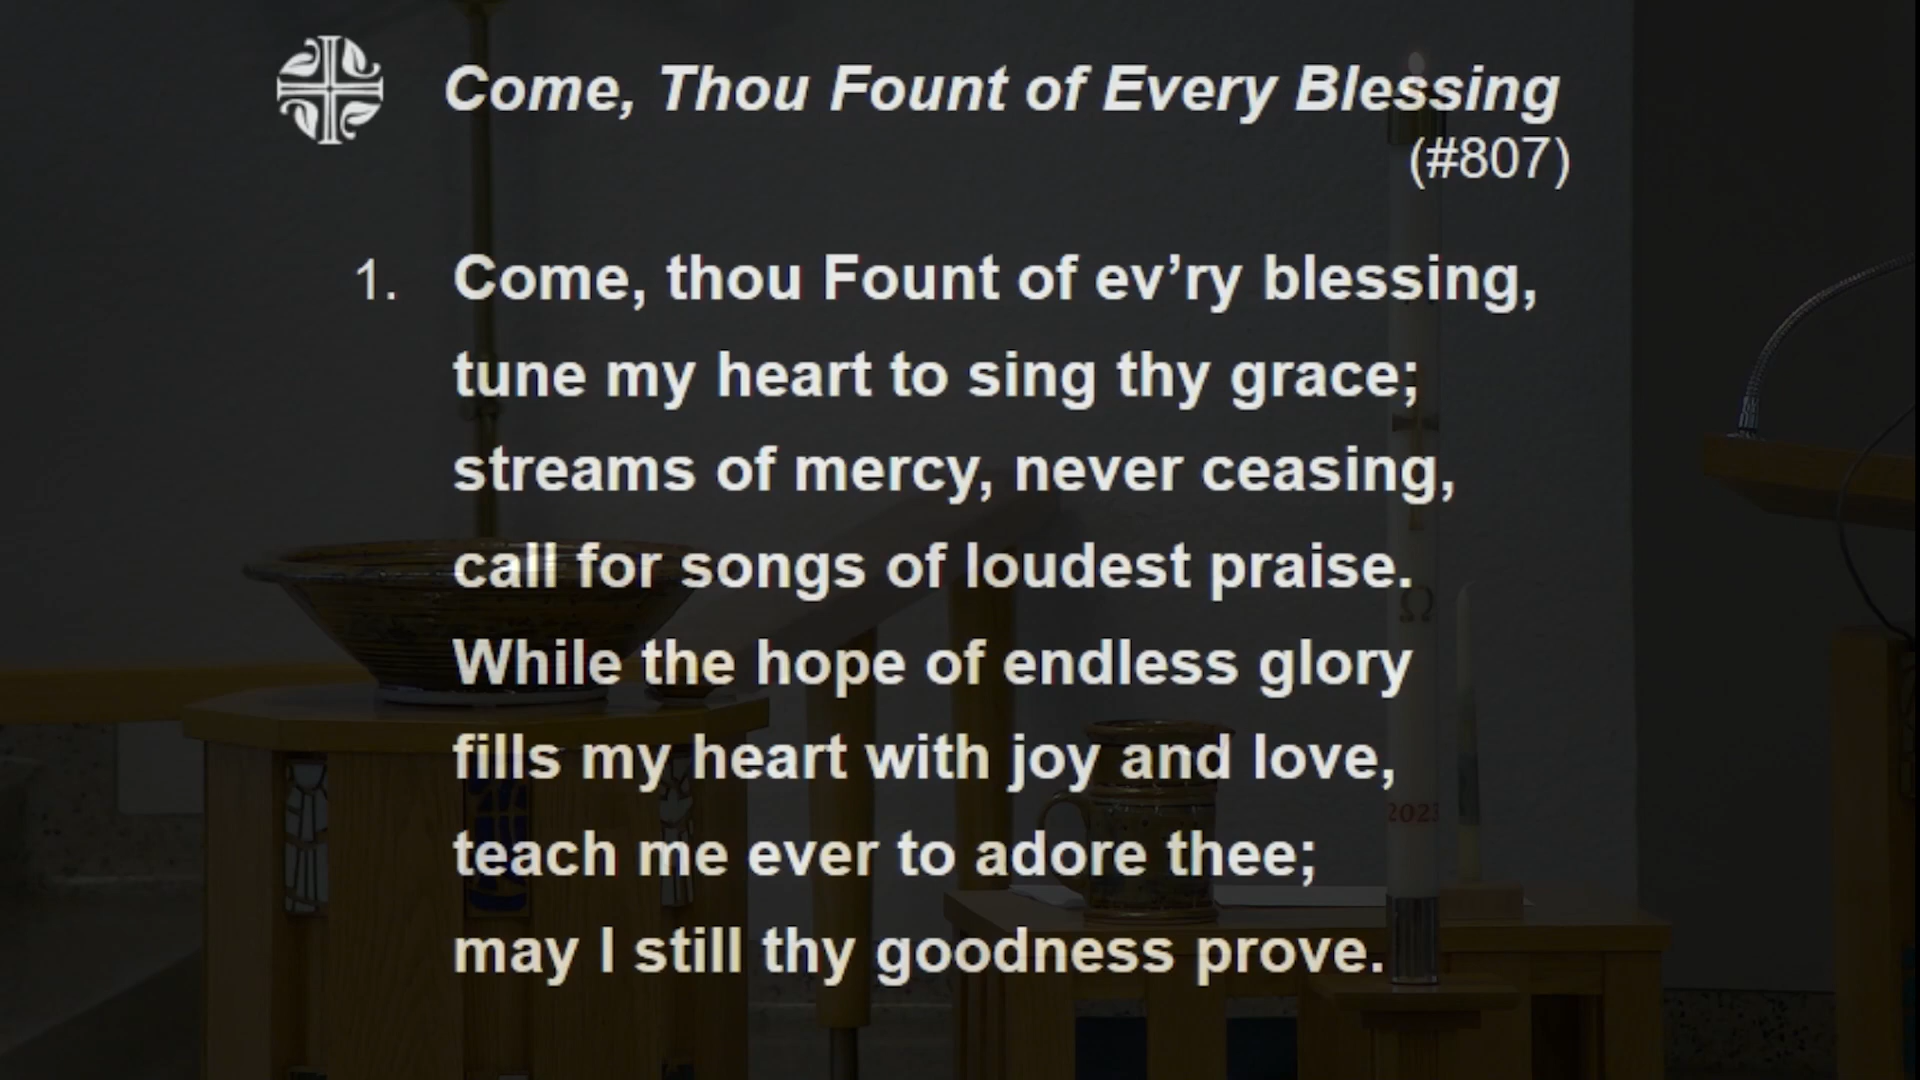 Come, Thou Fount of Every Blessing
(#807)
1. Come, thou Fount of ev’ry blessing,
tune my heart to sing thy grace;
streams of mercy, never ceasing,
call for songs of loudest praise.
While the hope of endless glory
fills my heart with joy and love,
2023
teach me ever to adore thee;
may I still thy goodness prove.
Ω